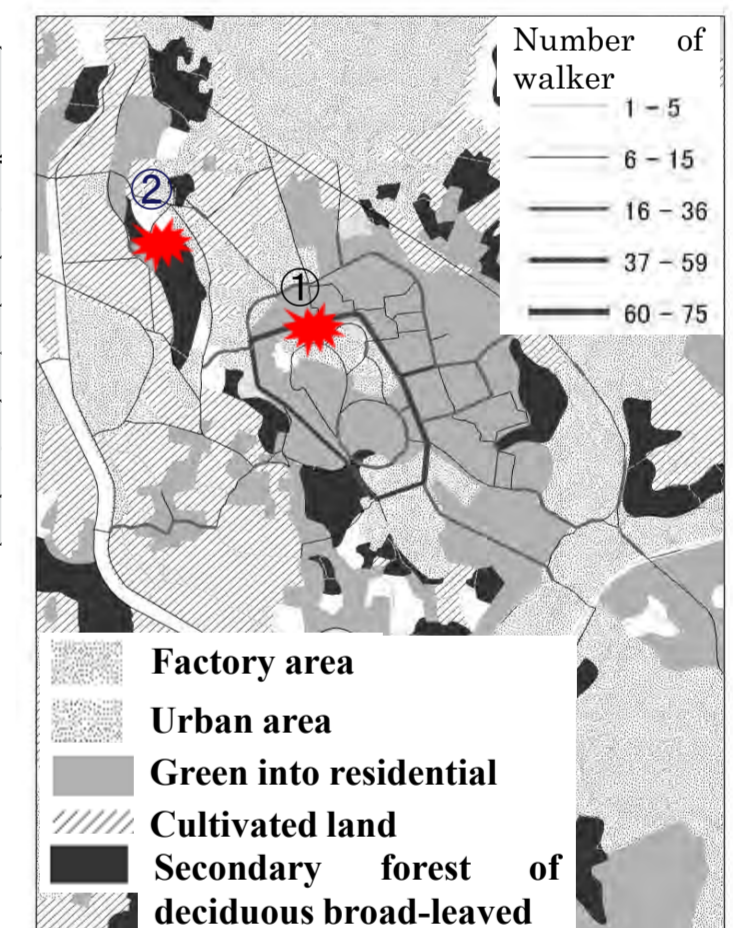 Number of
walker
1 - 5
6 - 15
16 - 36
37 - 59
60 - 75
②
①
Factory area
Urban area
Green into residential
Cultivated land
Secondary forest of
deciduous broad-leaved